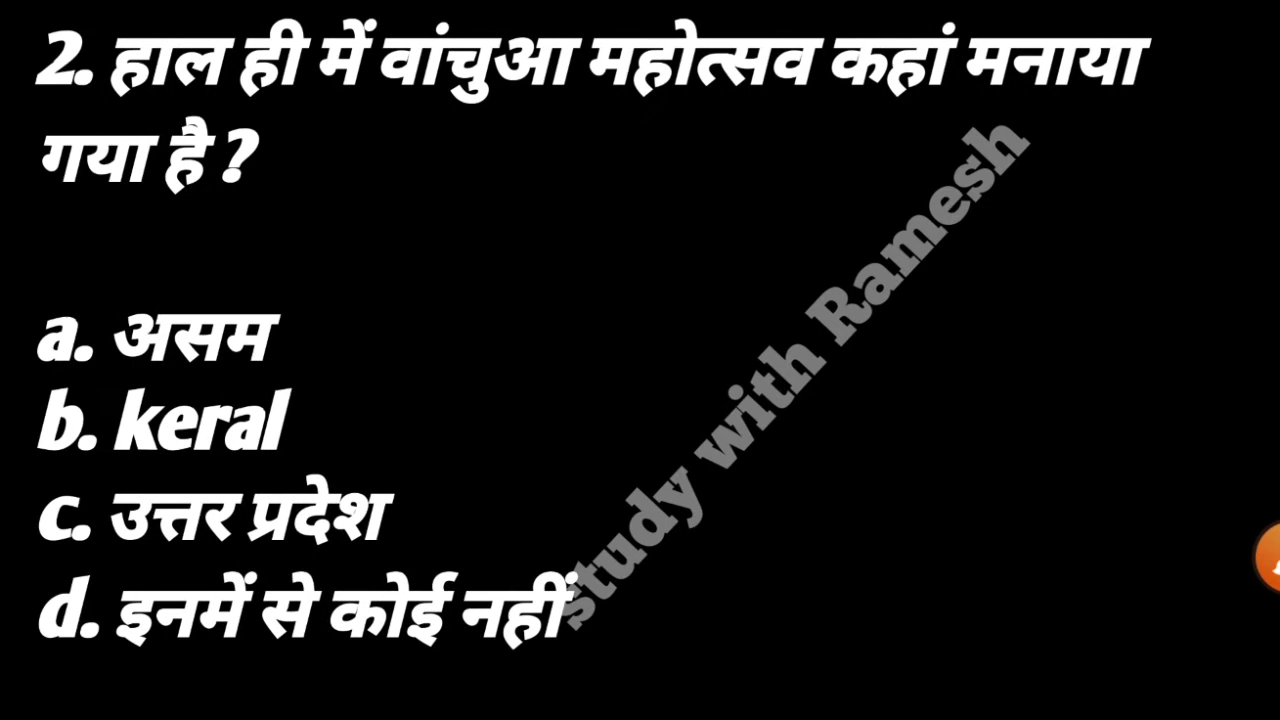 2. हाल ही में वांचुआ महोत्सव कहां मनाया
गया है ?
a. असम
b. keral
c. उत्तर प्रदेश
d. इनमें से कोई नहीं
study with Ramesh